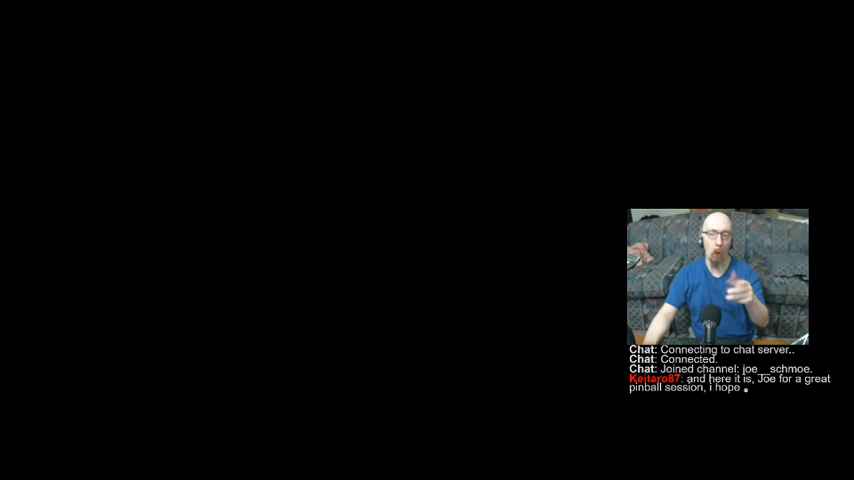 Chat: Connecting to chat server..
Chat: Connected.
Chat: Joined channel: joe__schmoe.
Keitaro87: and here it is, Joe for a great
pinball session, i hope